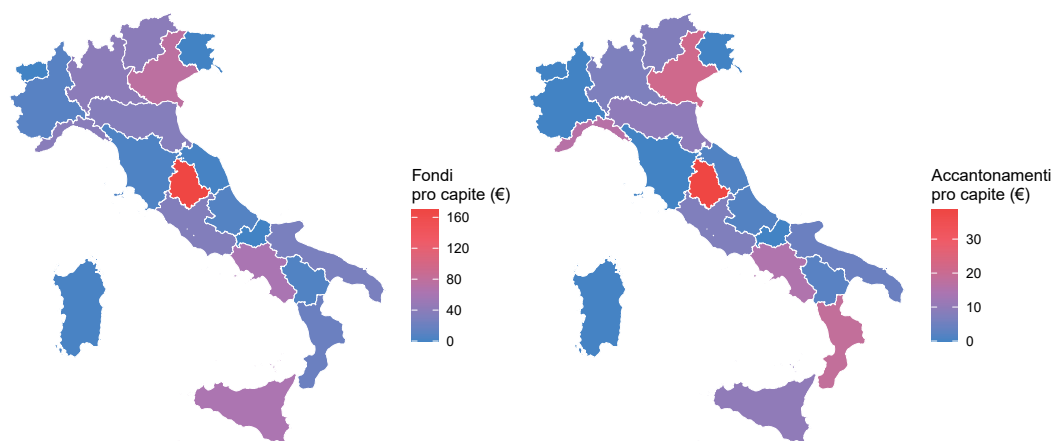 Fondi
pro capite (€)
160
120
80
40
0
Accantonamenti
pro capite (€)
30
20
10
0